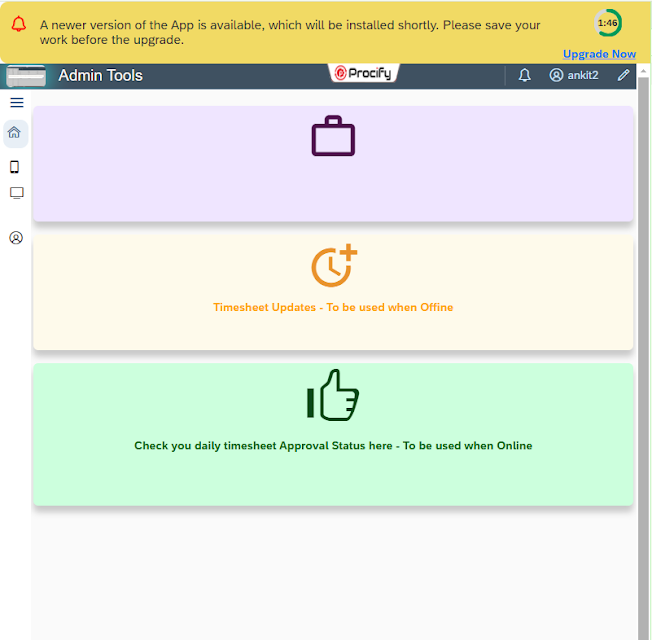 A newer version of the App is available, which will be installed shortly. Please save your
work before the upgrade.
1:46
Upgrade Now
Admin Tools
Procify
ankit2
Timesheet Updates - To be used when Offine
Check you daily timesheet Approval Status here - To be used when Online